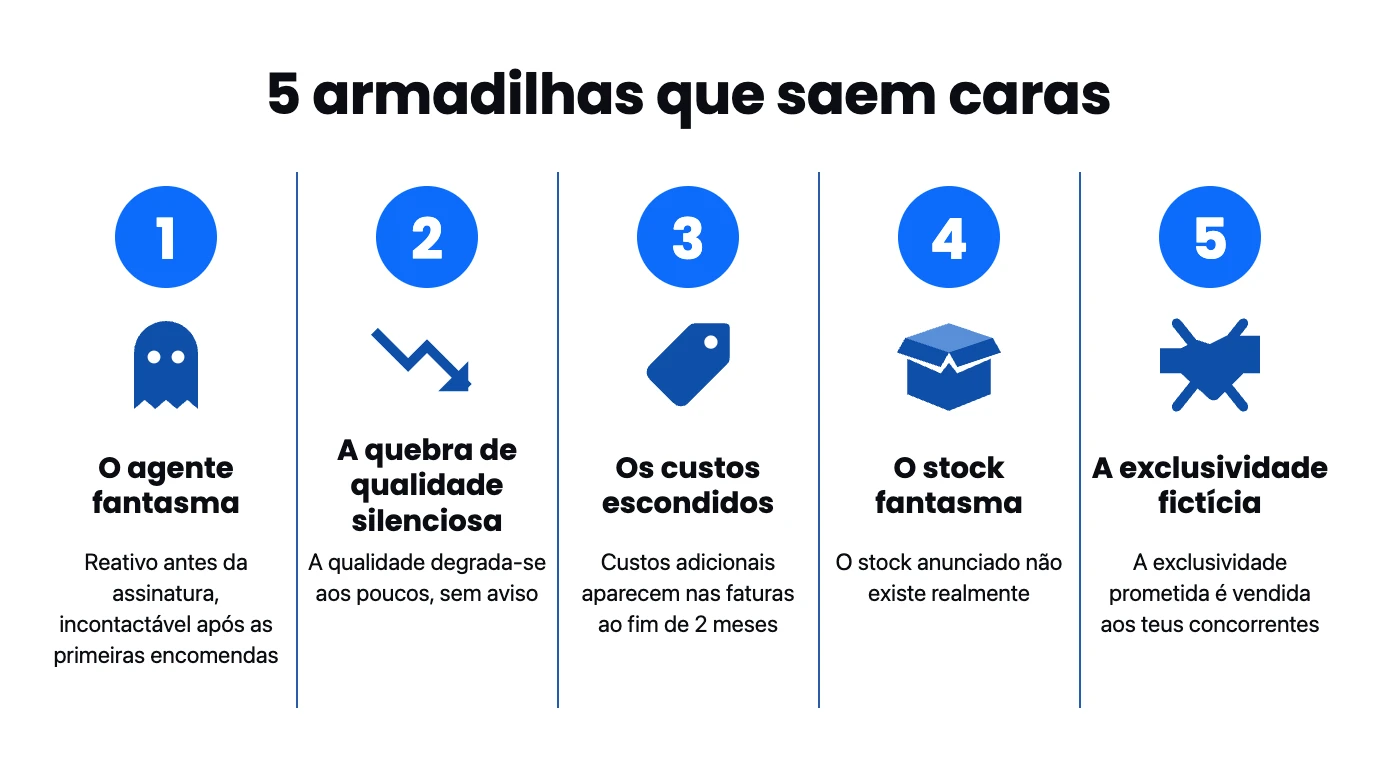 5 armadilhas que saem caras
1
O agente
fantasma
Reativo antes da
assinatura,
incontactável após as
primeiras encomendas
2
A quebra de
qualidade
silenciosa
A qualidade degrada-se
aos poucos, sem aviso
3
Os custos
escondidos
Custos adicionais
aparecem nas faturas
ao fim de 2 meses
4
O stock
fantasma
O stock anunciado não
existe realmente
5
A exclusividade
fictícia
A exclusividade
prometida é vendida
aos teus concorrentes